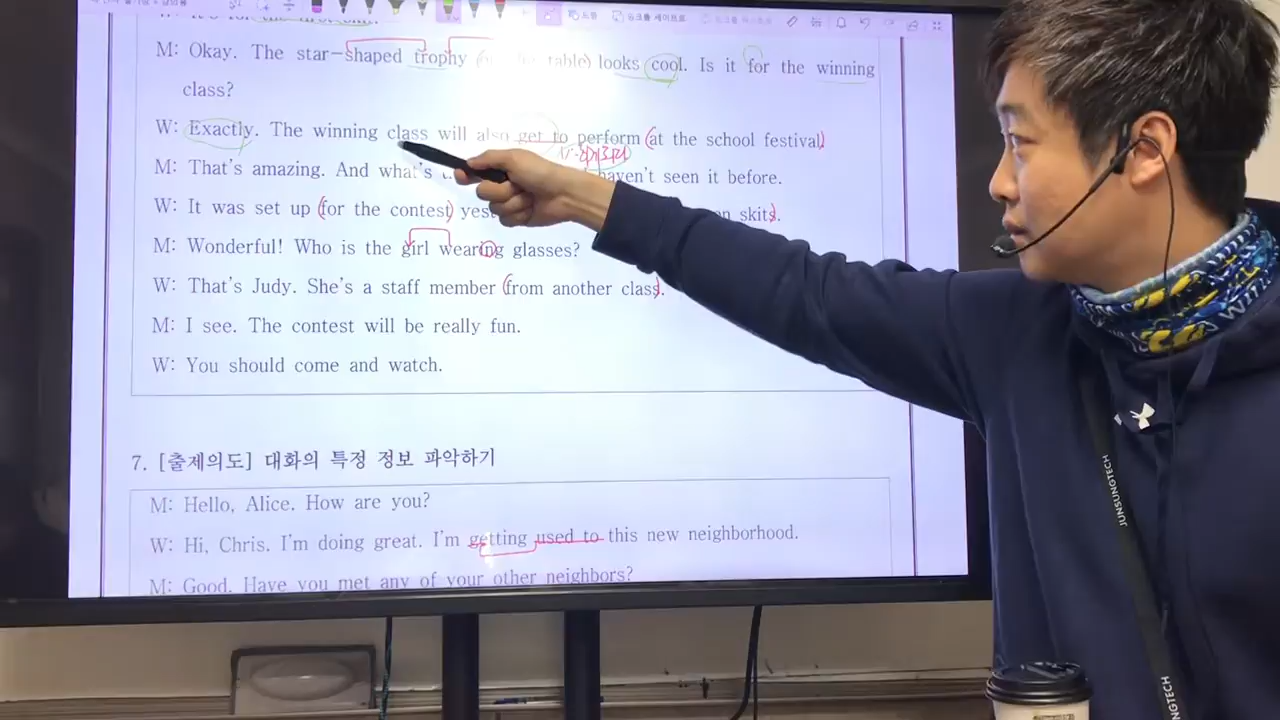 M: Okay. The star-shaped trophy table) looks cool. Is it for the winning
class?
W: Exactly. The winning class will also get to perform (at the school festival)
M: That's amazing. And what's haven't seen it before.
W: It was set up (for the contest) skits).
M: Wonderful! Who is the girl wearing glasses?
W: That's Judy. She's a staff member (from another class).
M: I see. The contest will be really fun.
W: You should come and watch.
7. [출제의도] 대화의 특정 정보 파악하기
M: Hello, Alice. How are you?
W: Hi, Chris. I'm doing great. I'm getting used to this new neighborhood.
M: Good. Have you met any of your other neighbors?
JUNSUNGTECH